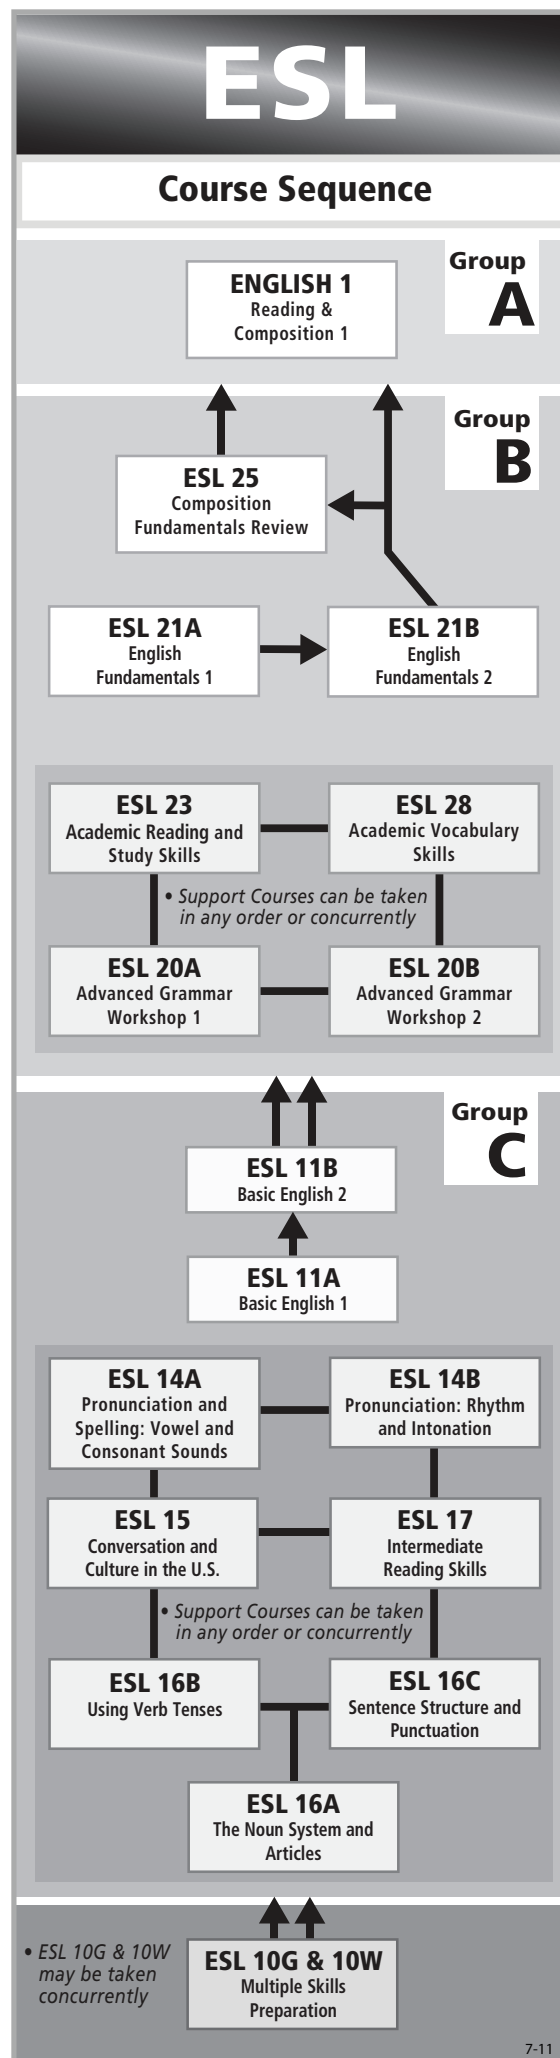 ESL
Course Sequence
Group
A
ENGLISH 1
Reading &
Composition 1
Group
B
ESL 25
Composition
Fundamentals Review
ESL 21A
English
Fundamentals 1
ESL 21B
English
Fundamentals 2
ESL 23
Academic Reading and
Study Skills
ESL 28
Academic Vocabulary
Skills
• Support Courses can be taken
in any order or concurrently
ESL 20A
Advanced Grammar
Workshop 1
ESL 20B
Advanced Grammar
Workshop 2
Group
C
ESL 11B
Basic English 2
ESL 11A
Basic English 1
ESL 14A
Pronunciation and
Spelling: Vowel and
Consonant Sounds
ESL 14B
Pronunciation: Rhythm
and Intonation
ESL 15
Conversation and
Culture in the U.S.
ESL 17
Intermediate
Reading Skills
• Support Courses can be taken
in any order or concurrently
ESL 16B
Using Verb Tenses
ESL 16C
Sentence Structure and
Punctuation
ESL 16A
The Noun System and
Articles
• ESL 10G & 10W
may be taken
concurrently
ESL 10G & 10W
Multiple Skills
Preparation
7-11